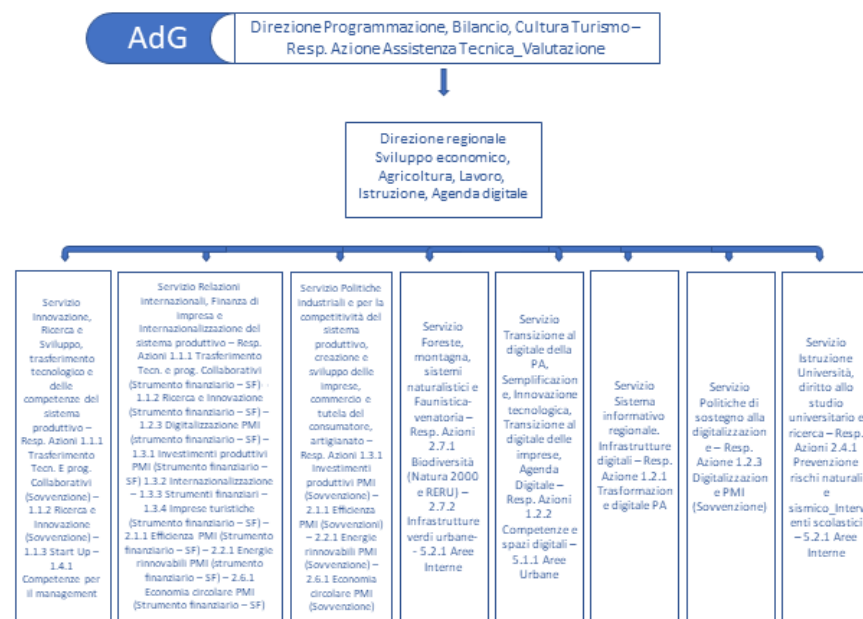 AdG
Direzione Programmazione, Bilancio, Cultura Turismo –
Resp. Azione Assistenza Tecnica_Valutazione
Direzione regionale
Sviluppo economico,
Agricoltura, Lavoro,
Istruzione, Agenda digitale
Servizio
Innovazione,
Ricerca e
Sviluppo,
trasferimento
tecnologico e
delle
competenze del
sistema
produttivo –
Resp. Azioni 1.1.1
Trasferimento
Tecn. E prog.
Collaborativi
(Sovvenzione) –
1.1.2 Ricerca e
Innovazione
(Sovvenzione) –
1.1.3 Start Up –
1.4.1
Competenze per
il management
Servizio Relazioni
internazionali, Finanza di
impresa e
Internazionalizzazione del
sistema produttivo – Resp.
Azioni 1.1.1 Trasferimento
Tecn. e prog. Collaborativi
(Strumento finanziario – SF) -
1.1.2 Ricerca e Innovazione
(Strumento finanziario – SF) –
1.2.3 Digitalizzazione PMI
(strumento finanziario – SF) –
1.3.1 Investimenti produttivi
PMI (Strumento finanziario –
SF) 1.3.2 Internazionalizzazione
– 1.3.3 Strumenti finanziari –
1.3.4 Imprese turistiche
(Strumento finanziario – SF) –
2.1.1 Efficienza PMI (Strumento
finanziario – SF) – 2.2.1 Energie
rinnovabili PMI (strumento
finanziario – SF) – 2.6.1
Economia circolare PMI
(Strumento finanziario – SF)
Servizio Politiche
industriali e per la
competitività del
sistema
produttivo,
creazione e
sviluppo delle
imprese,
commercio e
tutela del
consumatore,
artigianato –
Resp. Azioni 1.3.1
Investimenti
produttivi PMI
(Sovvenzione) –
2.1.1 Efficienza
PMI (Sovvenzioni)
– 2.2.1 Energie
rinnovabili PMI
(Sovvenzione) –
2.6.1 Economia
circolare PMI
(Sovvenzione)
Servizio
Foreste,
montagna,
sistemi
naturalistici e
Faunistica-
venatoria –
Resp. Azioni
2.7.1
Biodiversità
(Natura 2000
e RERU) –
2.7.2
Infrastrutture
verdi urbane-
- 5.2.1 Aree
Interne
Servizio
Transizione al
digitale della
PA,
Semplificazion
e, Innovazione
tecnologica,
Transizione al
digitale delle
imprese,
Agenda
Digitale –
Resp. Azioni
1.2.2
Competenze e
spazi digitali –
5.1.1 Aree
Urbane
Servizio
Sistema
informativo
regionale.
Infrastrutture
digitali – Resp.
Azione 1.2.1
Trasformazion
e digitale PA
Servizio
Politiche di
sostegno alla
digitalizzazion
e – Resp.
Azione 1.2.3
Digitalizzazion
e PMI
(Sovvenzione)
Servizio
Istruzione
Università,
diritto allo
studio
universitario e
ricerca – Resp.
Azioni 2.4.1
Prevenzione
rischi naturali
e
sismico_Interv
enti scolastici
– 5.2.1 Aree
Interne